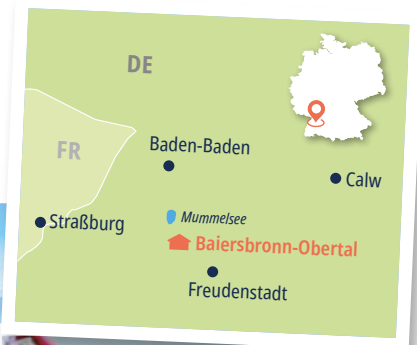 DE
FR
Baden-Baden
Calw
Straßburg
Mummelsee
Baiersbronn-Obertal
Freudenstadt